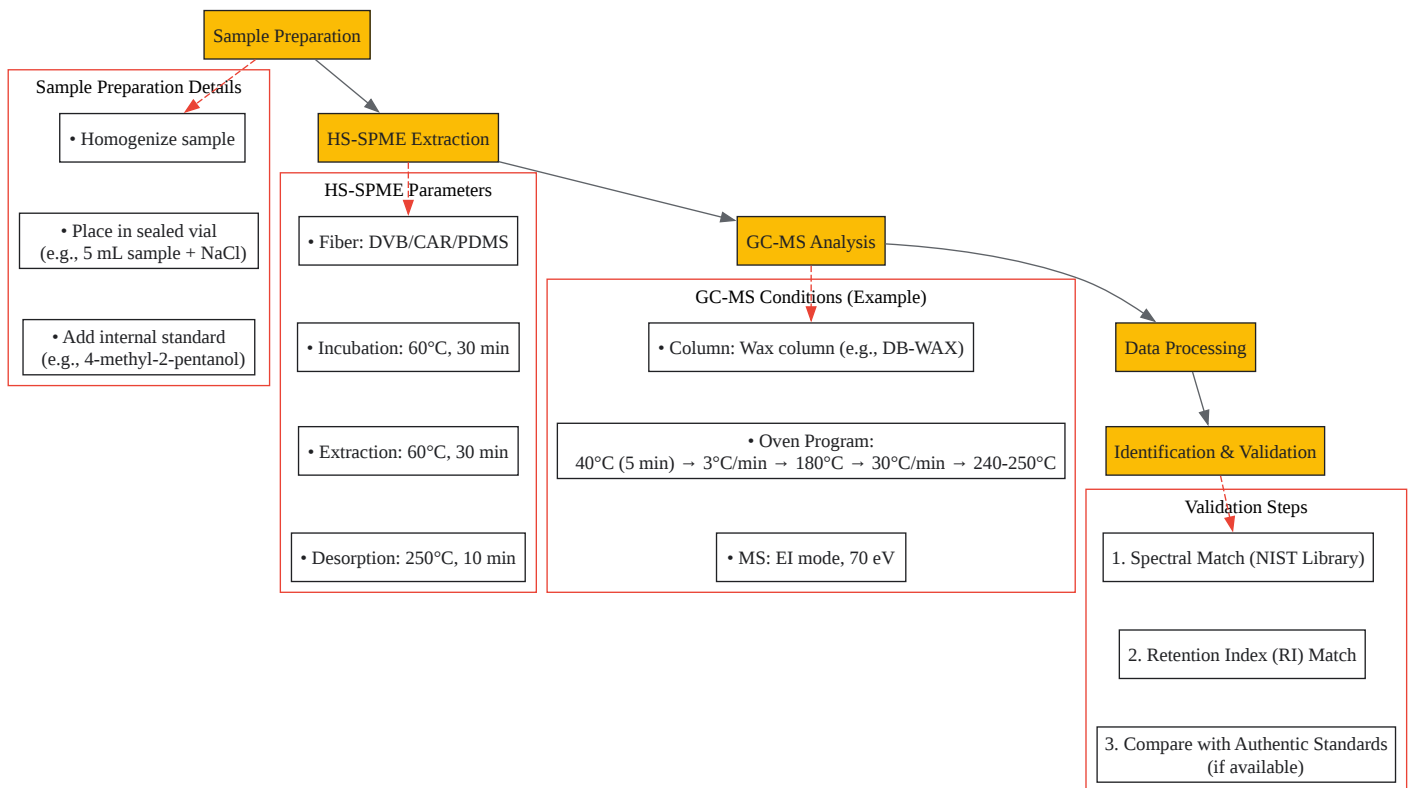 Sample Preparation
Sample Preparation Details
• Homogenize sample
• Place in sealed vial
(e.g., 5 mL sample + NaCl)
• Add internal standard
(e.g., 4-methyl-2-pentanol)
HS-SPME Extraction
HS-SPME Parameters
• Fiber: DVB/CAR/PDMS
• Incubation: 60°C, 30 min
• Extraction: 60°C, 30 min
• Desorption: 250°C, 10 min
GC-MS Analysis
GC-MS Conditions (Example)
• Column: Wax column (e.g., DB-WAX)
• Oven Program:
40°C (5 min) → 3°C/min → 180°C → 30°C/min → 240-250°C
• MS: EI mode, 70 eV
Data Processing
Identification & Validation
Validation Steps
1. Spectral Match (NIST Library)
2. Retention Index (RI) Match
3. Compare with Authentic Standards
(if available)